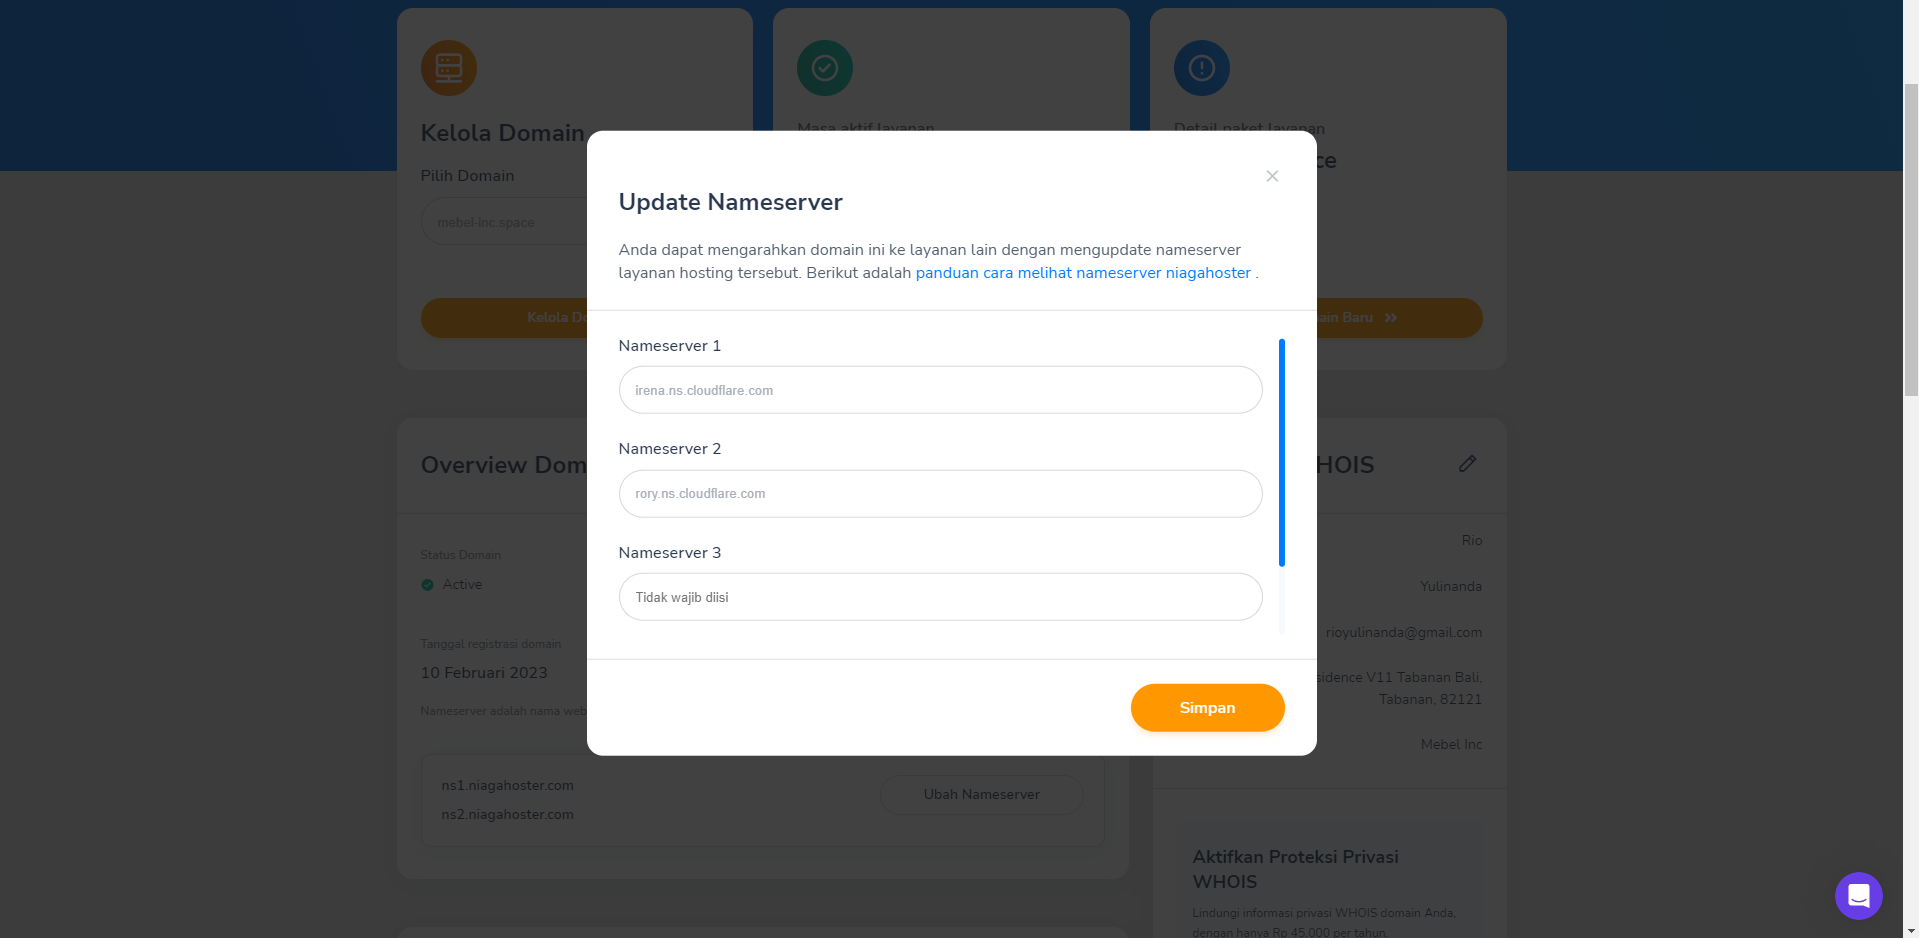 Kelola Domain
Pilih Domain
mebel-inc.space
Masa aktif layanan
Detail paket layanan
Update Nameserver
Anda dapat mengarahkan domain ini ke layanan lain dengan mengupdate nameserver
layanan hosting tersebut. Berikut adalah panduan cara melihat nameserver niagahoster .
Nameserver 1
irena.ns.cloudflare.com
Nameserver 2
rory.ns.cloudflare.com
Nameserver 3
Tidak wajib diisi
Simpan
Kelola Do
ain Baru
Overview Dom
HOIS
Status Domain
Active
Tanggal registrasi domain
10 Februari 2023
Nameserver adalah nama web
ns1.niagahoster.com
ns2.niagahoster.com
Ubah Nameserver
Rio
Yulinanda
rioyulinanda@gmail.com
sidence V11 Tabanan Bali,
Tabanan, 82121
Mebel Inc
Aktifkan Proteksi Privasi
WHOIS
Lindungi informasi privasi WHOIS domain Anda,
dengan hanya Rp 45.000 per tahun.